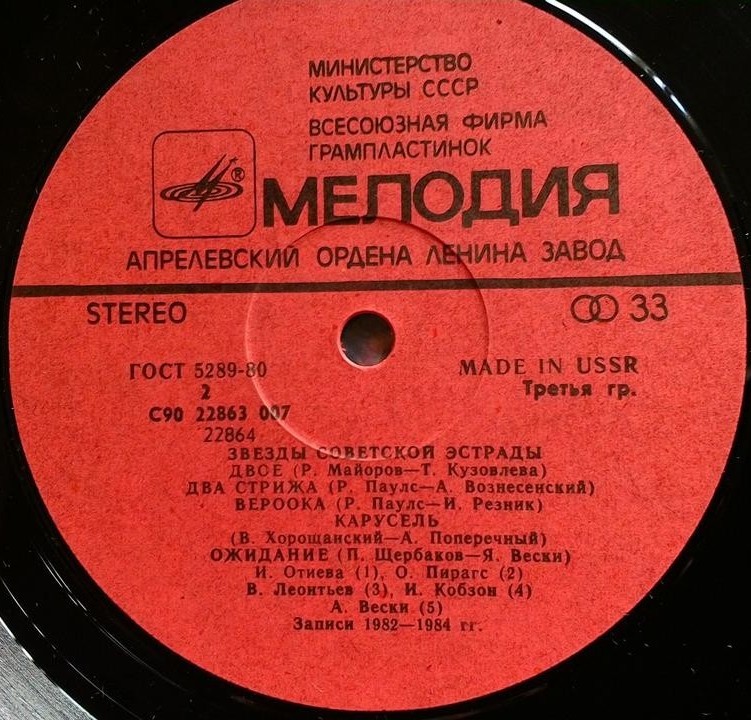 МИНИСТЕРСТВО
КУЛЬТУРЫ СССР
ВСЕСОЮЗНАЯ ФИРМА
ГРАМПЛАСТИНОК
®
МЕЛОДИЯ
АПРЕЛЕВСКИЙ ОРДЕНА ЛЕНИНА ЗАВОД
STEREO 33
ГОСТ 5289-80 MADE IN USSR
2 Третья гр.
С90 22863 007
22864
ЗВЕЗДЫ СОВЕТСКОЙ ЭСТРАДЫ
ДВОЕ (Р. Майоров—Т. Кузовлева)
ДВА СТРИЖА (Р. Паулс—А. Вознесенский)
ВЕРООКА (Р. Паулс—И. Резник)
КАРУСЕЛЬ
(В. Хорощанский—А. Поперечный)
ОЖИДАНИЕ (П. Щербаков—Я. Вески)
И. Отиева (1), О. Пирагс (2)
В. Леонтьев (3), И. Кобзон (4)
А. Вески (5)
Записи 1982—1984 гг.